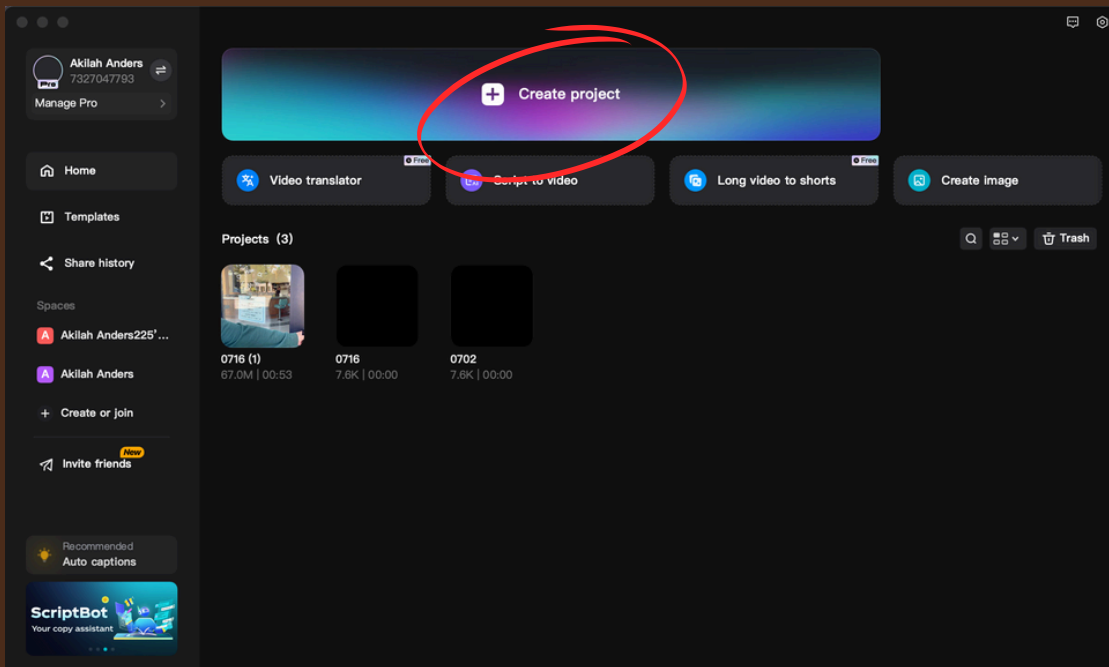 Akilah Anders
7327047793
Pro
Manage Pro
Home
Templates
Share history
Spaces
A Akilah Anders225'...
A Akilah Anders
Create or join
New
Invite friends
Recommended
Auto captions
ScriptBot
Your copy assistant
Create project
Free
Video translator
Script to video
Free
Long video to shorts
Create image
Projects (3)
Trash
0716 (1)
67.0M | 00:53
0716
7.6K | 00:00
0702
7.6K | 00:00